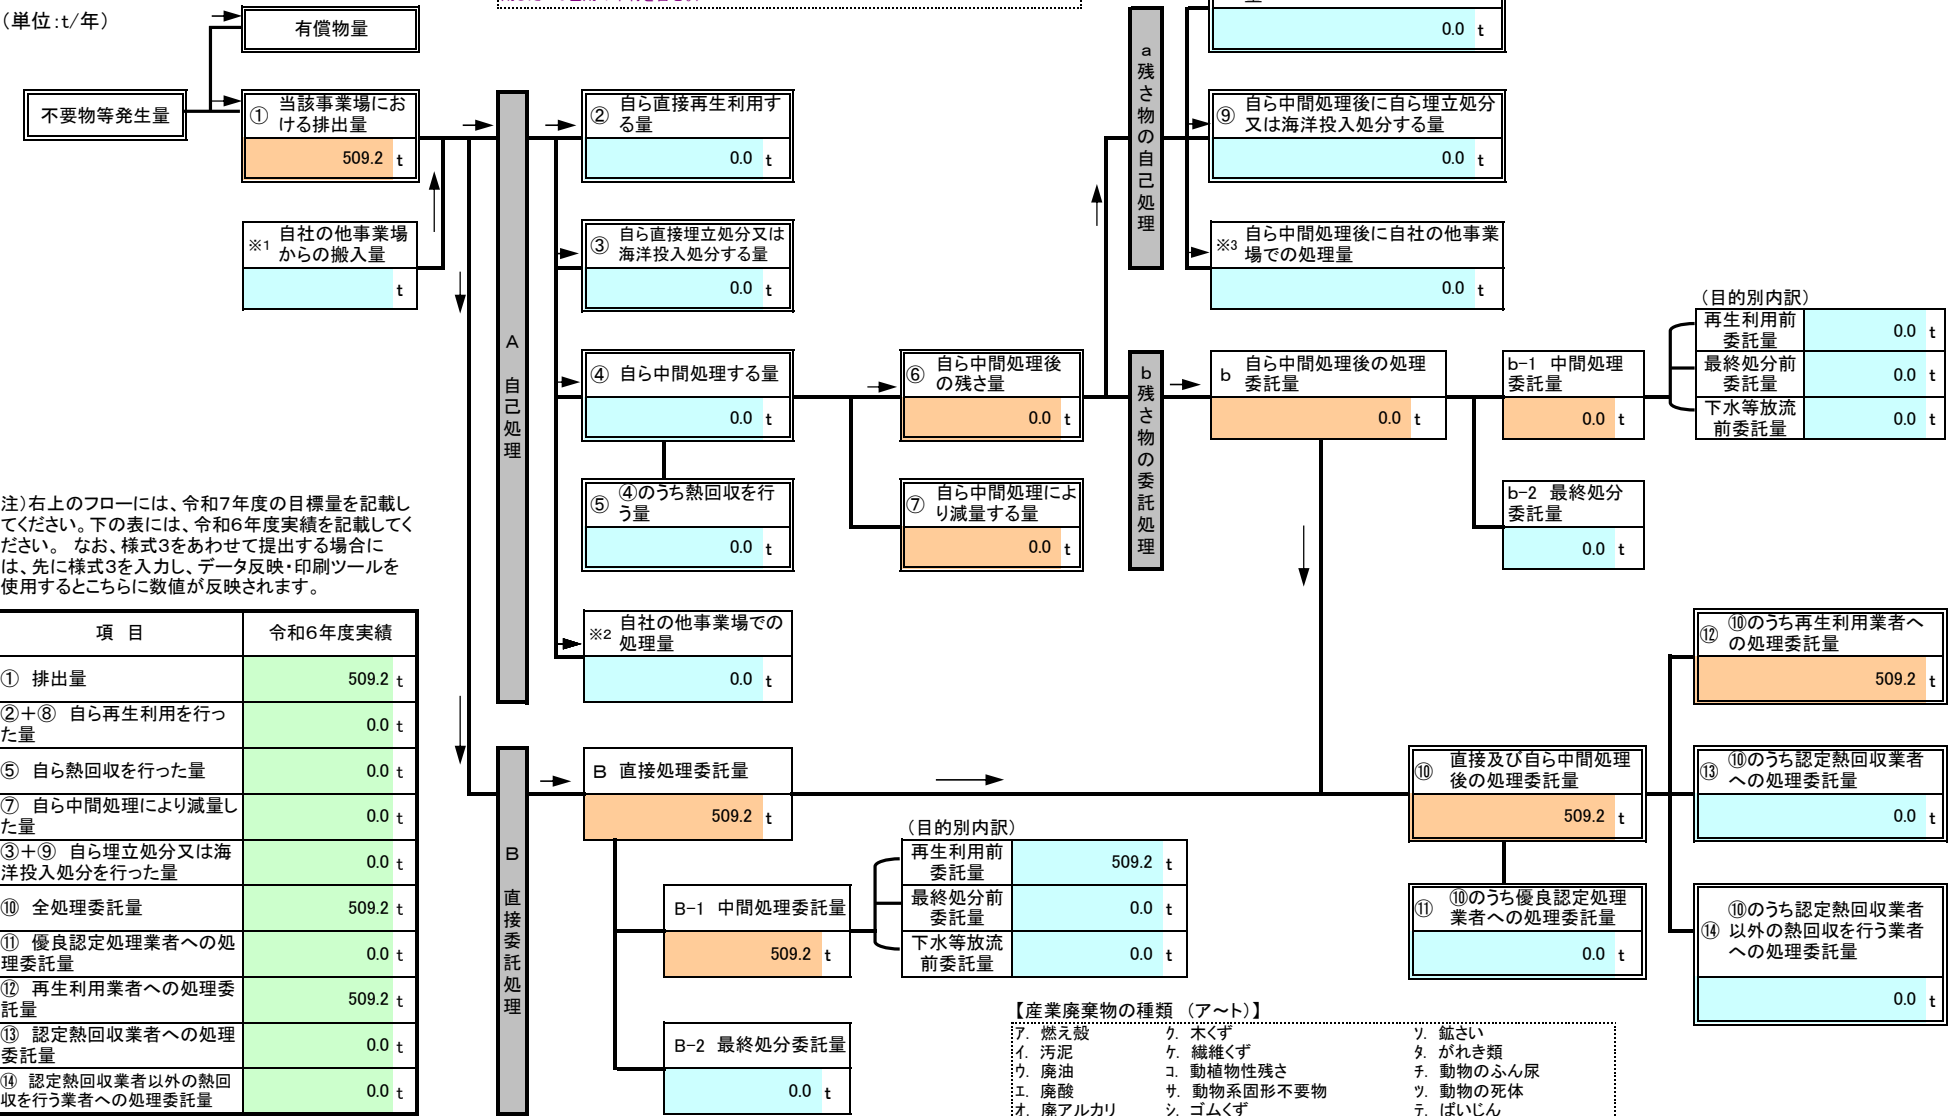 (単位:t/年)
有償物量
0.0 t
不要物等発生量
① 当該事業場にお
ける排出量
509.2 t
※1 自社の他事業場
からの搬入量
t
A
自己処理
② 自ら直接再生利用す
る量
0.0 t
③ 自ら直接埋立処分又は
海洋投入処分する量
0.0 t
④ 自ら中間処理する量
0.0 t
⑤ ④のうち熱回収を行
う量
0.0 t
※2 自社の他事業場での
処理量
0.0 t
⑥ 自ら中間処理後
の残さ量
0.0 t
⑦ 自ら中間処理によ
り減量する量
0.0 t
a
残さ物の自己処理
⑨ 自ら中間処理後に自ら埋立処分
又は海洋投入処分する量
0.0 t
※3 自ら中間処理後に自社の他事業
場での処理量
0.0 t
b
残さ物の委託処理
b 自ら中間処理後の処理
委託量
0.0 t
b-1 中間処理
委託量
0.0 t
b-2 最終処分
委託量
0.0 t
(目的別内訳)
再生利用前
委託量
0.0 t
最終処分前
委託量
0.0 t
下水等放流
前委託量
0.0 t
注)右上のフローには、令和7年度の目標量を記載し
てください。下の表には、令和6年度実績を記載してく
ださい。 なお、様式3をあわせて提出する場合に
は、先に様式3を入力し、データ反映・印刷ツールを
使用するとこちらに数値が反映されます。
項 目 令和6年度実績
① 排出量 509.2 t
②+⑧ 自ら再生利用を行っ
た量
0.0 t
⑤ 自ら熱回収を行った量 0.0 t
⑦ 自ら中間処理により減量し
た量
0.0 t
③+⑨ 自ら埋立処分又は海
洋投入処分を行った量
0.0 t
⑩ 全処理委託量 509.2 t
⑪ 優良認定処理業者への処
理委託量
0.0 t
⑫ 再生利用業者への処理委
託量
509.2 t
⑬ 認定熱回収業者への処理
委託量
0.0 t
⑭ 認定熱回収業者以外の熱回
収を行う業者への処理委託量
0.0 t
B
直接委託処理
B 直接処理委託量
509.2 t
B-1 中間処理委託量
509.2 t
B-2 最終処分委託量
0.0 t
(目的別内訳)
再生利用前
委託量
509.2 t
最終処分前
委託量
0.0 t
下水等放流
前委託量
0.0 t
⑩ 直接及び自ら中間処理
後の処理委託量
509.2 t
⑪ ⑩のうち優良認定処理
業者への処理委託量
0.0 t
⑫ ⑩のうち再生利用業者へ
の処理委託量
509.2 t
⑬ ⑩のうち認定熱回収業者
への処理委託量
0.0 t
⑭ ⑩のうち認定熱回収業者
以外の熱回収を行う業者
への処理委託量
0.0 t
【産業廃棄物の種類 (ア~ト)】
ア. 燃え殻 ク. 木くず ソ. 鉱さい
イ. 汚泥 ケ. 繊維くず タ. がれき類
ウ. 廃油 コ. 動植物性残さ チ. 動物のふん尿
エ. 廃酸 サ. 動物系固形不要物 ツ. 動物の死体
オ. 廃アルカリ シ. ゴムくず テ. ばいじん